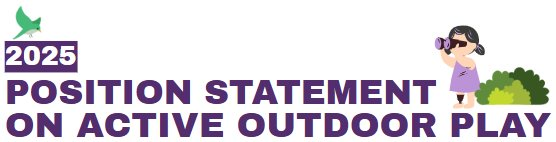 2025
POSITION STATEMENT
ON ACTIVE OUTDOOR PLAY